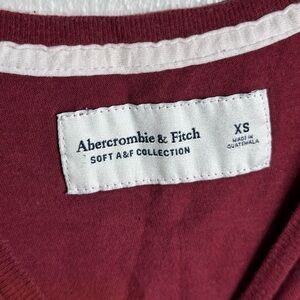 Abercrombie & Fitch
SOFT A&F COLLECTION
XS
MADE IN
GUATEMALA